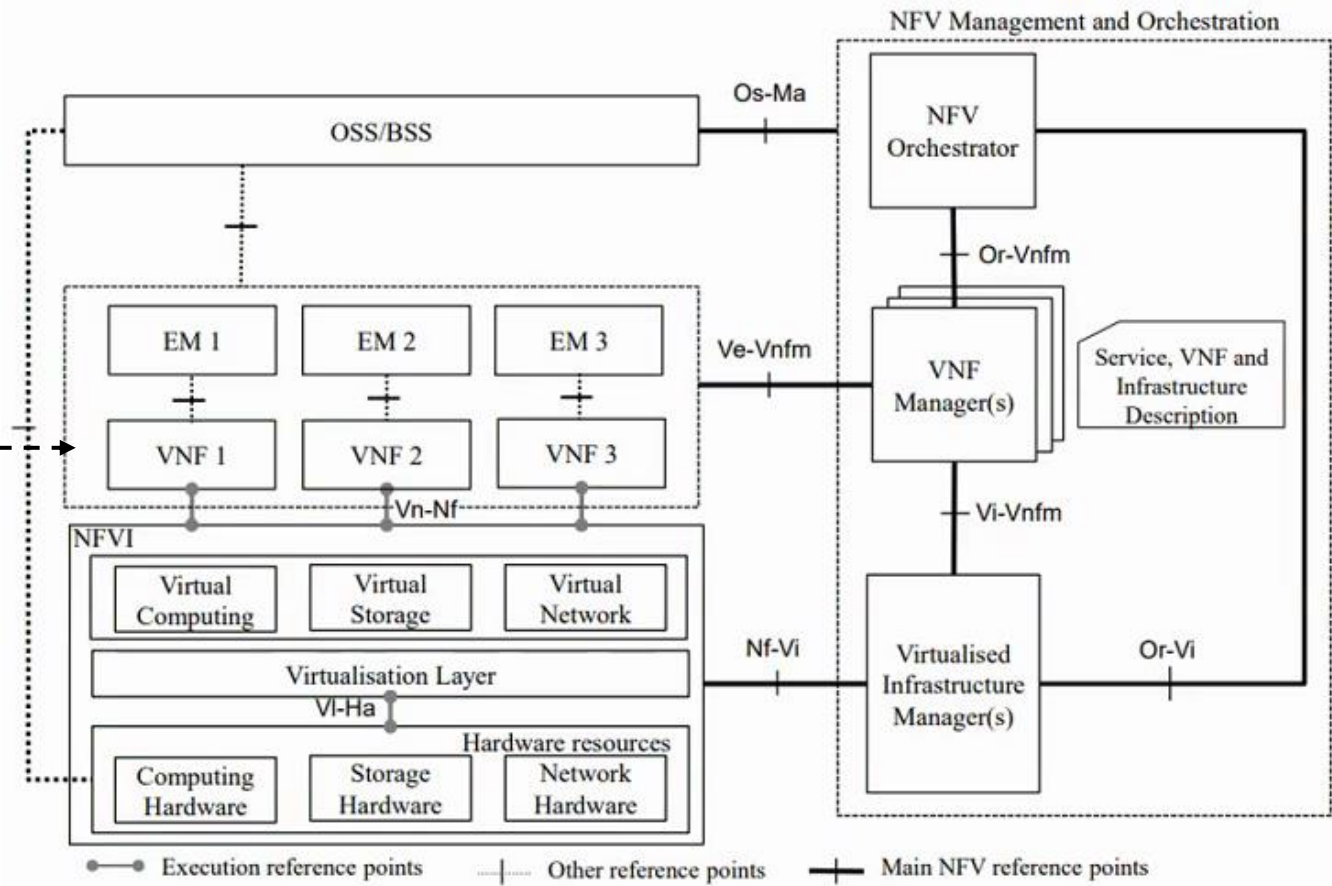 NFV Management and Orchestration
Os-Ma
OSS/BSS
NFV
Orchestrator
Or-Vnfm
EM 1
EM 2
EM 3
Ve-Vnfm
VNF
Manager(s)
Service, VNF and
Infrastructure
Description
VNF 1
VNF 2
VNF 3
Vn-Nf
Vi-Vnfm
NFVI
Virtual
Computing
Virtual
Storage
Virtual
Network
Nf-Vi
Virtualised
Infrastructure
Manager(s)
Or-Vi
Virtualisation Layer
Vl-Ha
Hardware resources
Computing
Hardware
Storage
Hardware
Network
Hardware
Execution reference points
Other reference points
Main NFV reference points